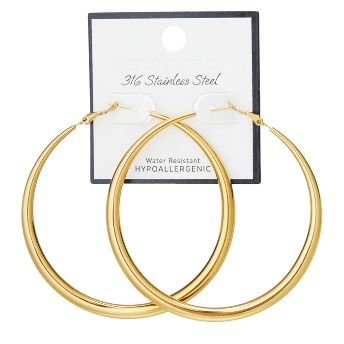 316 Stainless Steel
Water Resistant
HYPOALLERGENIC